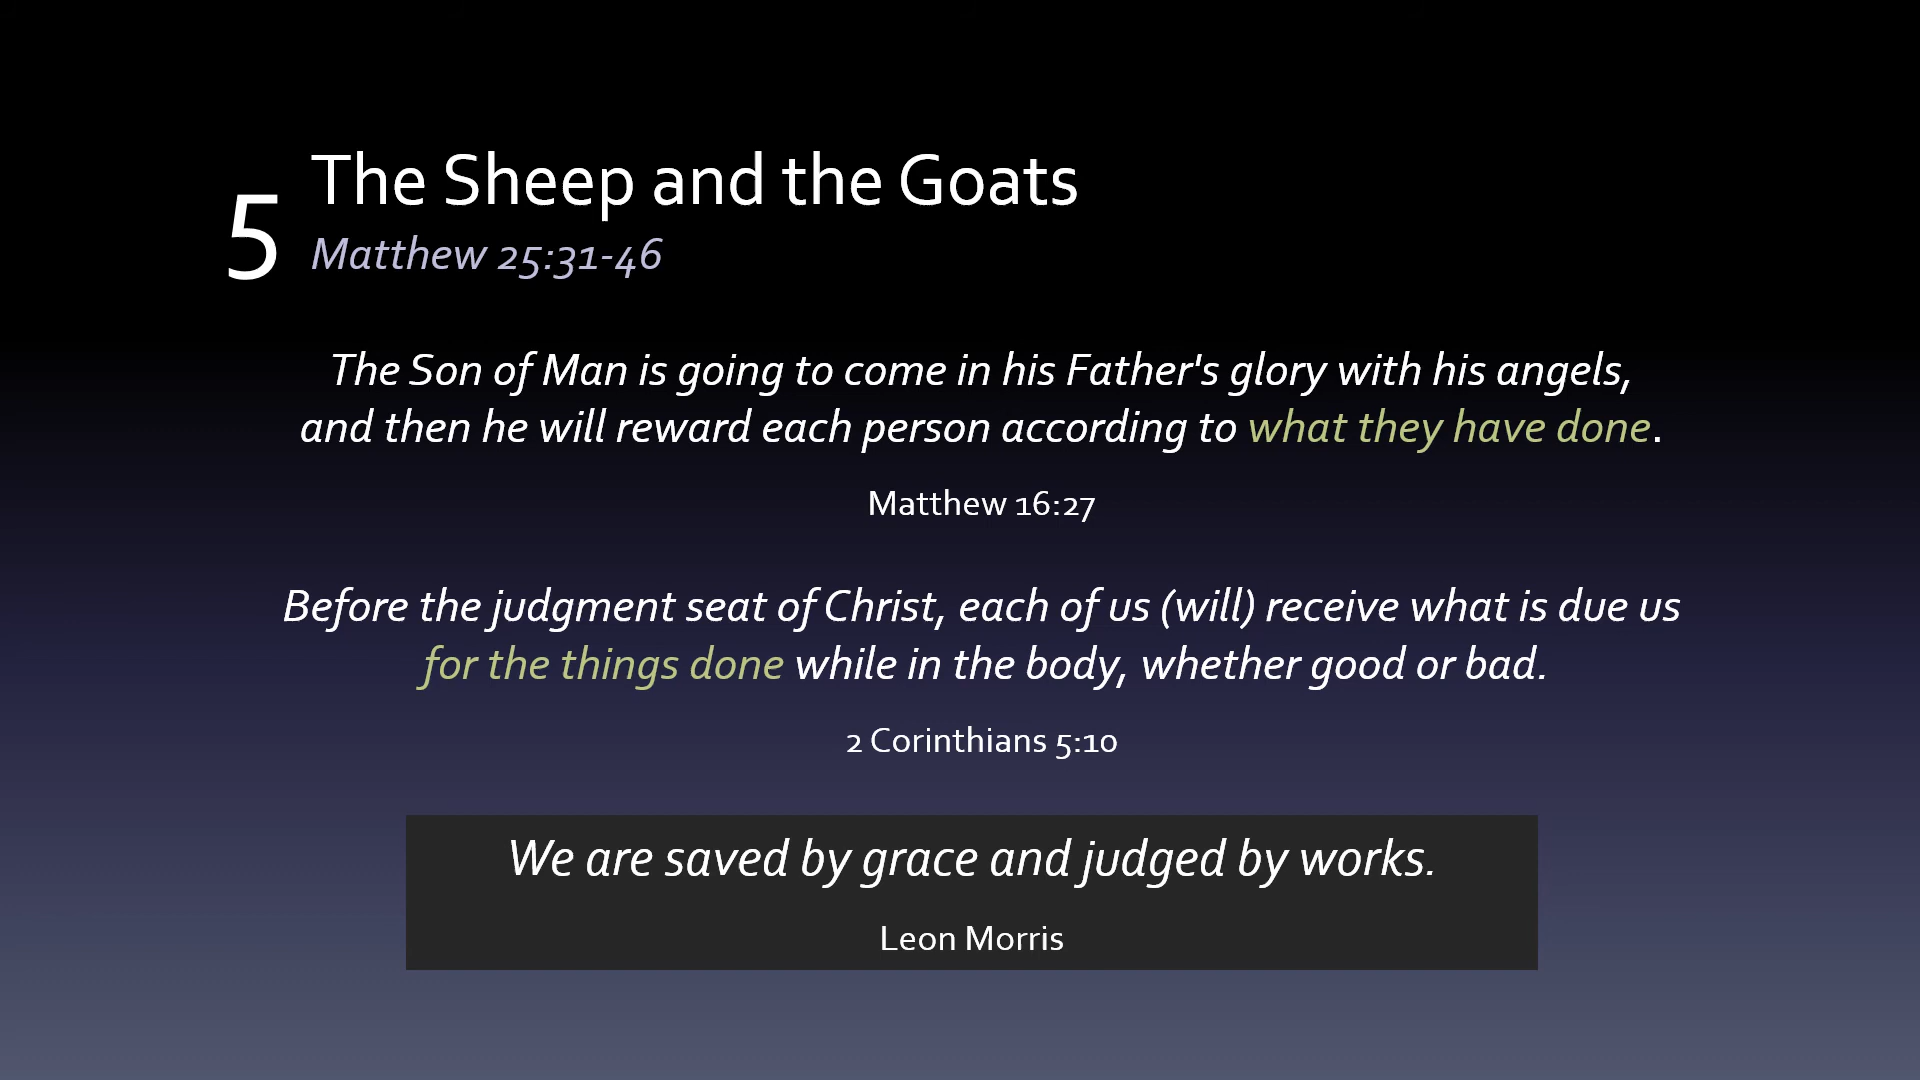 5
The Sheep and the Goats
Matthew 25:31-46
The Son of Man is going to come in his Father's glory with his angels,
and then he will reward each person according to what they have done.
Matthew 16:27
Before the judgment seat of Christ, each of us (will) receive what is due us
for the things done while in the body, whether good or bad.
2 Corinthians 5:10
We are saved by grace and judged by works.
Leon Morris